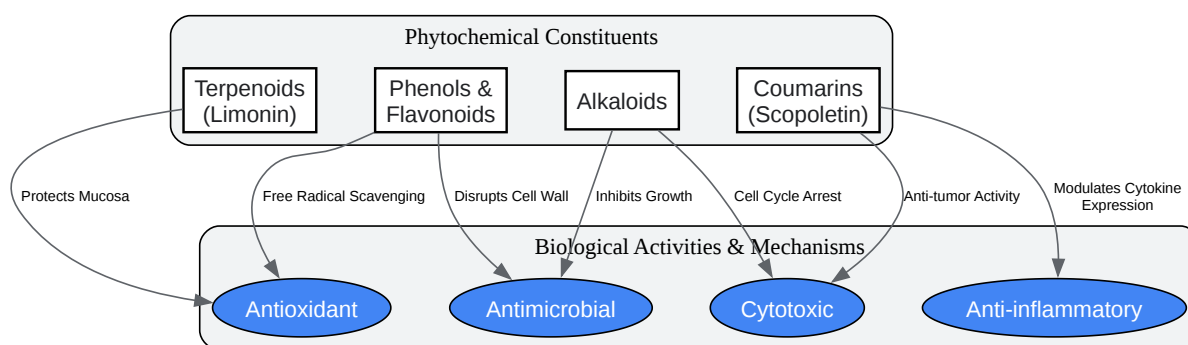 Phytochemical Constituents
Terpenoids
(Limonin)
Phenols &
Flavonoids
Alkaloids
Coumarins
(Scopoletin)
Protects Mucosa
Free Radical Scavenging
Disrupts Cell Wall
Inhibits Growth
Cell Cycle Arrest
Anti-tumor Activity
Modulates Cytokine
Expression
Biological Activities & Mechanisms
Antioxidant
Antimicrobial
Cytotoxic
Anti-inflammatory